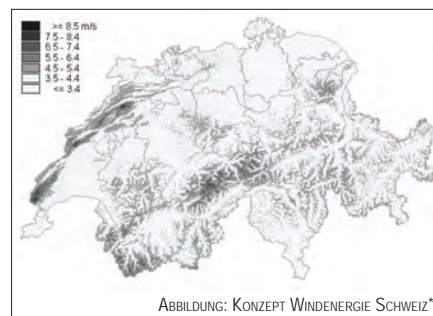 >= 8.5 m/s
7.5 - 8.4
6.5 - 7.4
5.5 - 6.4
4.5 - 5.4
3.5 - 4.4
<= 3.4
ABBILDUNG: KONZEPT WINDENERGIE SCHWEIZ*